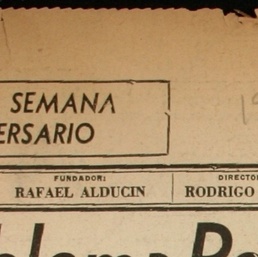 SEMANA
ERSARIO
FUNDADOR:
RAFAEL ALDUCIN
DIRECTO
RODRIGO